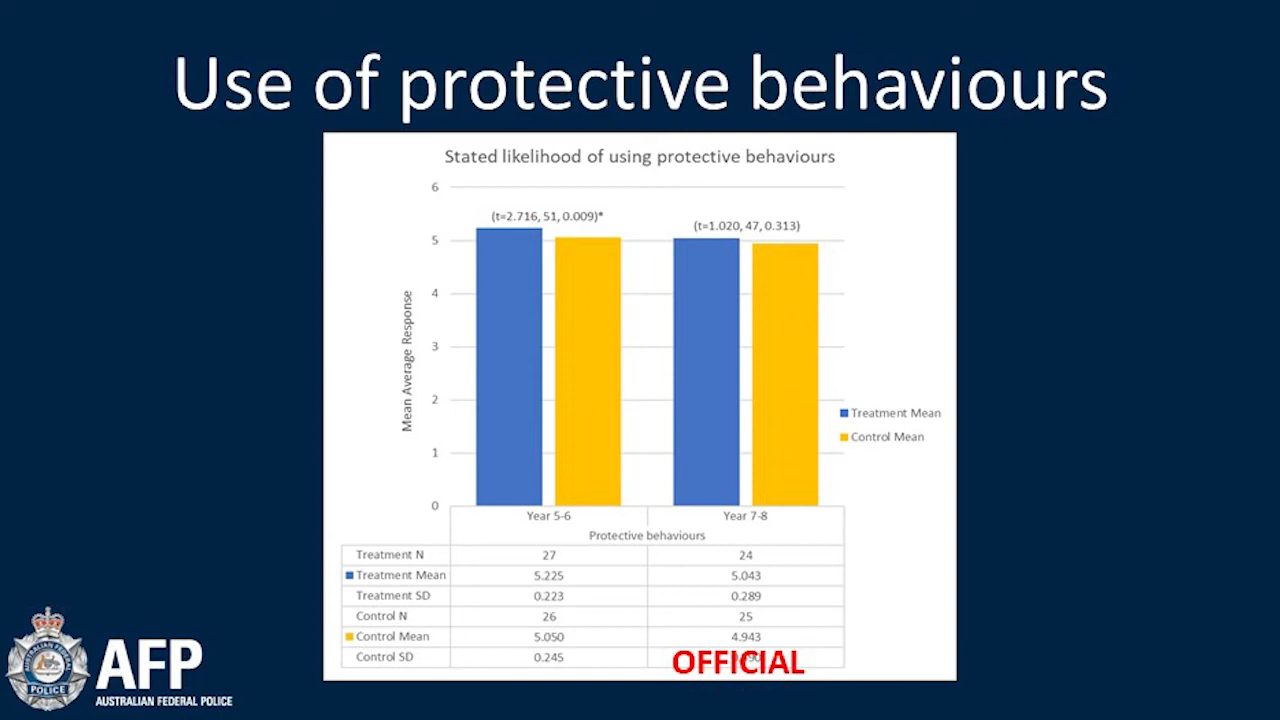 Use of protective behaviours
Stated likelihood of using protective behaviours
6
(t=2.716, 51, 0.009)*
(t=1.020, 47, 0.313)
5
4
3
2
1
0
Mean Average Response
Treatment Mean
Control Mean
Year 5-6 Year 7-8
Protective behaviours
Treatment N 27 24
Treatment Mean 5.225 5.043
Treatment SD 0.223 0.289
Control N 26 25
Control Mean 5.050 4.943
Control SD 0.245
OFFICIAL
AUSTRALIAN FEDERAL
POLICE
AFP
AUSTRALIAN FEDERAL POLICE